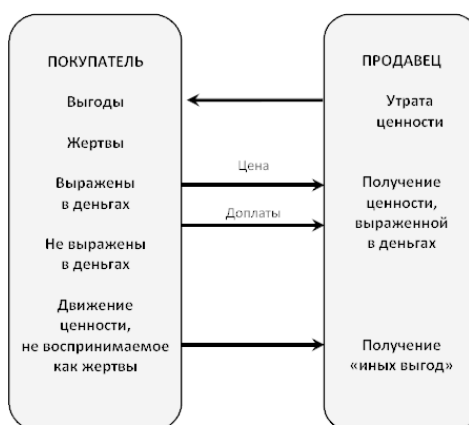 ПОКУПАТЕЛЬ
Выгоды
Жертвы
Выражены
в деньгах
Не выражены
в деньгах
Движение
ценности,
не воспринимаемое
как жертвы
Цена
Доплаты
ПРОДАВЕЦ
Утрата
ценности
Получение
ценности,
выраженной
в деньгах
Получение
«иных выгод»